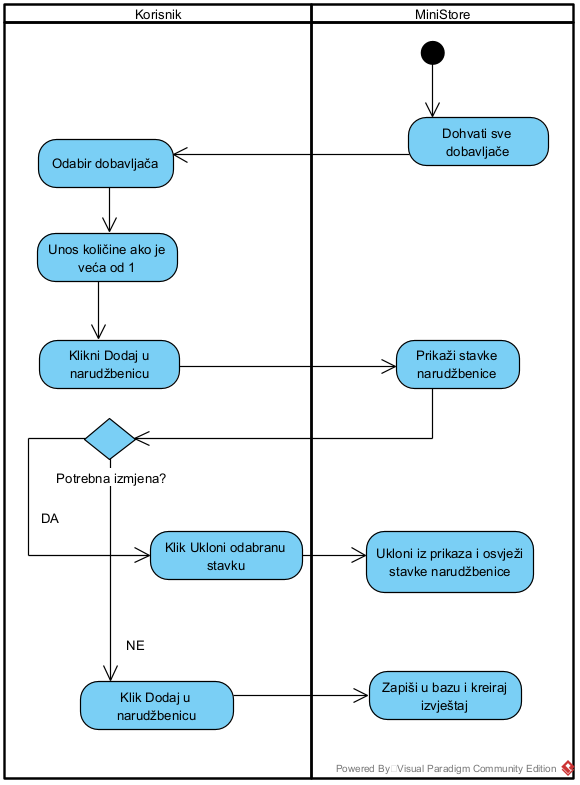 Korisnik
MiniStore
Dohvati sve
dobavljače
Odabir dobavljača
Unos količine ako je
veća od 1
Klikni Dodaj u
narudžbenicu
Prikaži stavke
narudžbenice
Potrebna izmjena?
DA
Klik Ukloni odabranu
stavku
Ukloni iz prikaza i osvježi
stavke narudžbenice
NE
Klik Dodaj u
narudžbenicu
Zapiši u bazu i kreiraj
izvještaj
Powered By□Visual Paradigm Community Edition